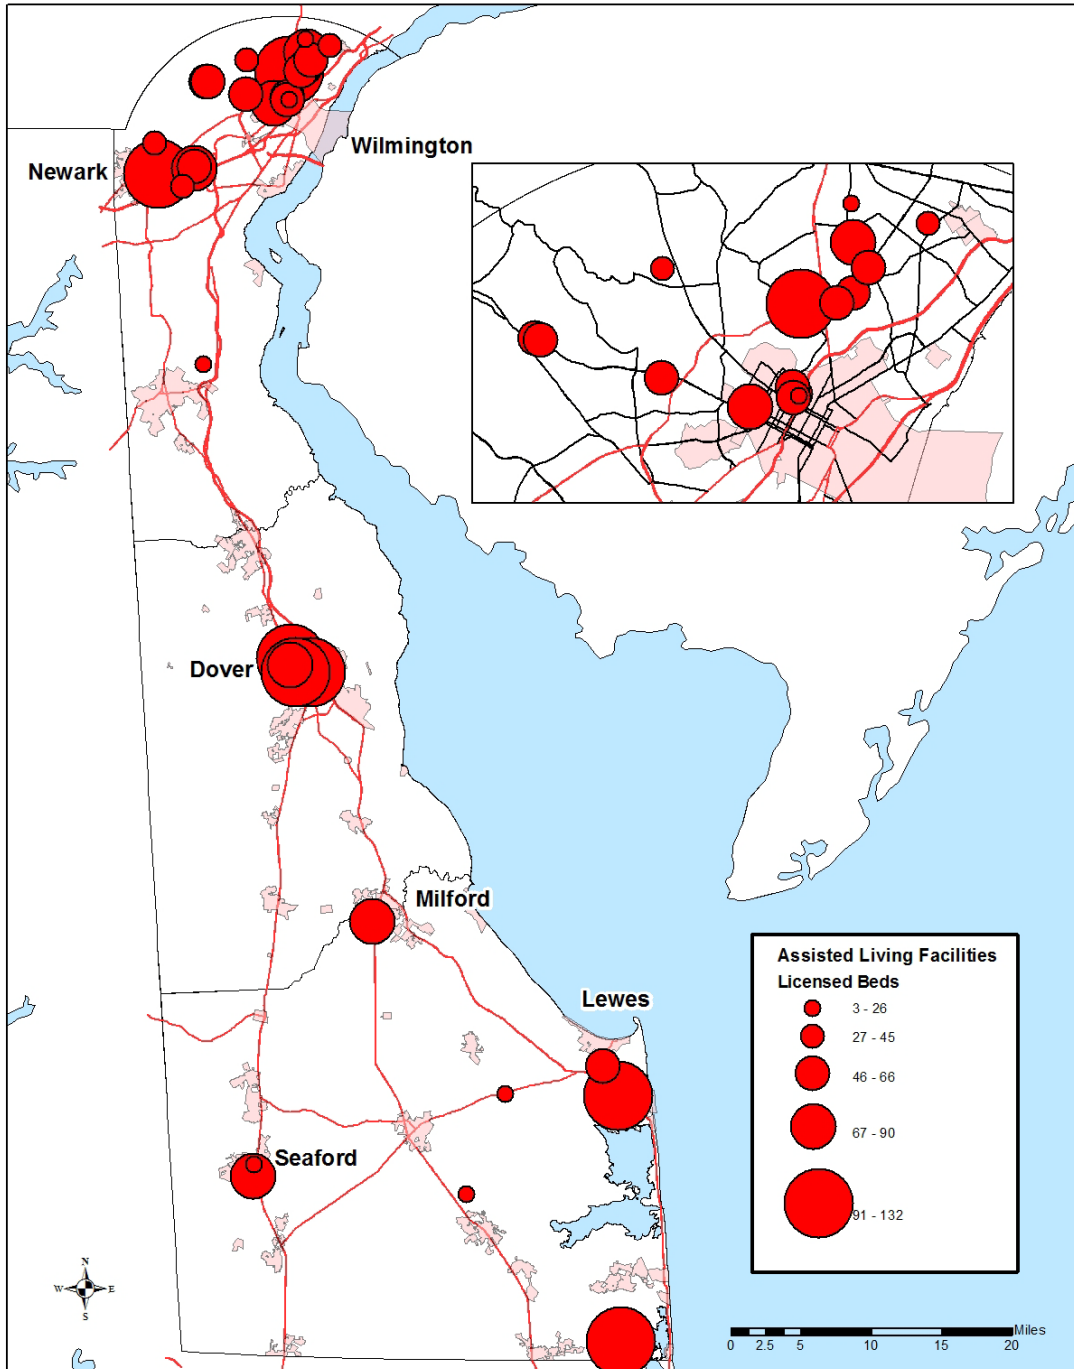 Wilmington
Newark
Dover
Milford
Lewes
Seaford
Assisted Living Facilities
Licensed Beds
3 - 26
27 - 45
46 - 66
67 - 90
91 - 132
N
W E
S
Miles
0 2.5 5 10 15 20